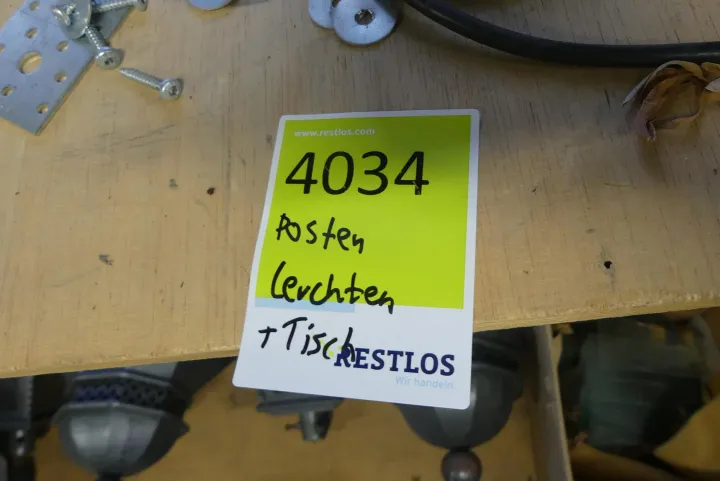 www.restlos.com
4034
Posten
Leuchten
+ Tisch
RESTLOS
Wir handeln.